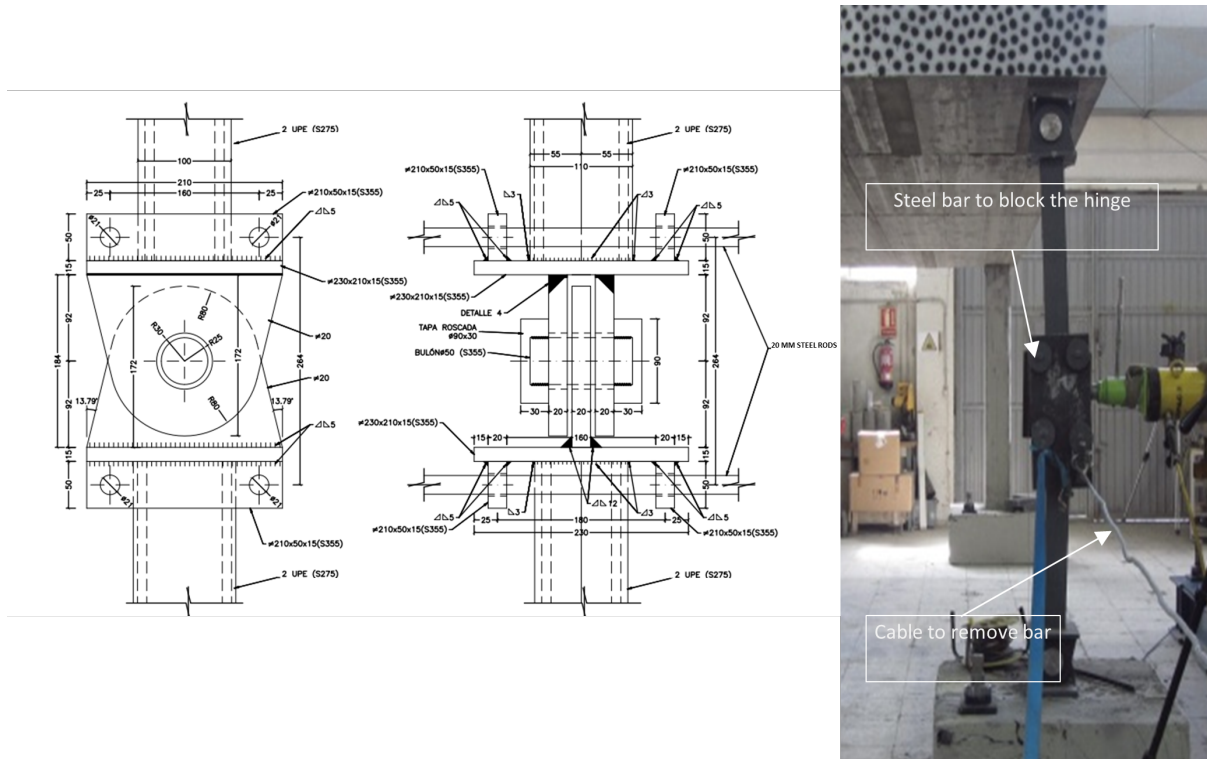 2 UPE (S275)
100
210
25
160
25
≠210x50x15(S355)
⌀21
⌀21
5
50
15
≠230x210x15(S355)
184
92
92
R80
R30
R25
172
172
≠20
≠20
264
13.79°
13.79°
R80
5
15
50
⌀21
⌀21
≠210x50x15(S355)
2 UPE (S275)
2 UPE (S275)
55
55
110
≠210x50x15(S355)
≠210x50x15(S355)
3
3
5
5
50
15
≠230x210x15(S355)
DETALLE 4
TAPA ROSCADA
⌀90x30
BULÓN⌀50 (S355)
90
92
264
92
20 MM STEEL RODS
30
20
20
20
30
≠230x210x15(S355)
15
20
160
20
15
15
50
12
5
3
3
5
25
180
25
230
≠210x50x15(S355)
≠210x50x15(S355)
2 UPE (S275)
Steel bar to block the hinge
Cable to remove bar